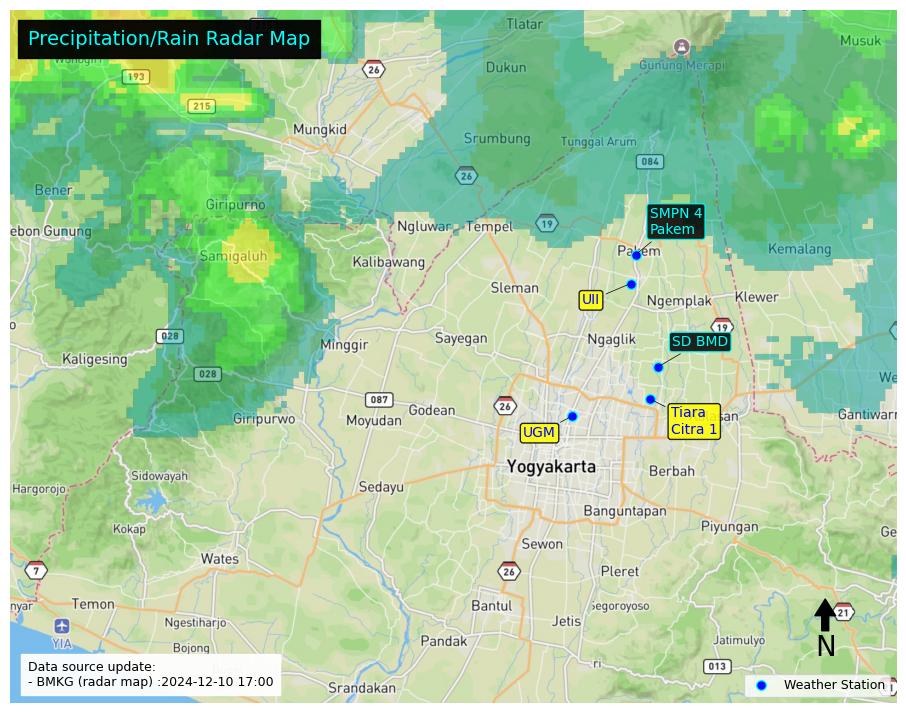 Precipitation/Rain Radar Map
Tlatar
Musuk
26
193
Dukun
Gunung Merapi
215
Mungkid
Srumbung
Tunggal Arum
084
Bener
26
Giripurno
SMPN 4
Pakem
ebon Gunung
Ngluwar
Tempel
19
Samigaluh
Kalibawang
Pakem
Kemalang
Sleman
UII
Ngemplak
Klewer
028
Minggir
Sayegan
Ngaglik
19
SD BMD
Kaligesing
028
We
087
Godean
26
Giripurwo
Moyudan
UGM
Tiara
Citra 1
asan
Gantiwarn
Yogyakarta
Berbah
Sidowayah
Hargorojo
Sedayu
Kokap
Banguntapan
Piyungan
Ge
Wates
Sewon
7
26
Pleret
nyar
Temon
Bantul
Segoroyoso
21
YIA
Ngestiharjo
Jetis
N
Jatimulyo
Bojong
Pandak
013
ri
Data source update:
- BMKG (radar map) :2024-12-10 17:00
Srandakan
Weather Station